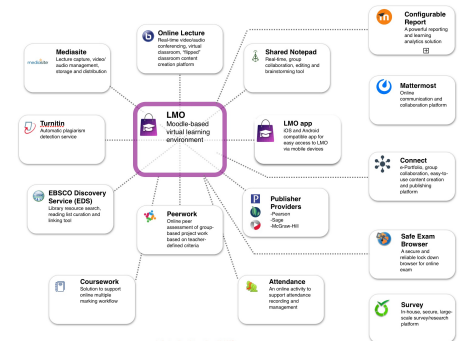 Online Lecture
Real-time video/audio
conferencing, virtual
classroom, "flipped"
classroom content
creation platform
Configurable
Report
A powerful reporting
and learning
analytics solution
Mediasite
Lecture capture, video/
audio management,
storage and distribution
mediasite
Shared Notepad
Real-time, group
collaboration, editing and
brainstorming tool
Mattermost
Online
communication and
collaboration platform
LMO
Moodle-based
virtual learning
environment
Turnitin
Automatic plagiarism
detection service
LMO app
iOS and Android
compatible app for
easy access to LMO
via mobile devices
Connect
e-Portfolio, group
collaboration, easy-to-
use content creation
and publishing
platform
EBSCO Discovery
Service (EDS)
Library resource search,
reading list curation and
linking tool
Publisher
Providers
-Pearson
-Sage
-McGraw-Hill
Peerwork
Online peer
assessment of group-
based project work
based on teacher-
defined criteria
Safe Exam
Browser
A secure and
reliable lock down
browser for online
exam
Coursework
Solution to support
online multiple
marking workflow
Attendance
An online activity to
support attendance
recording and
management
Survey
In-house, secure, large-
scale survey/research
platform